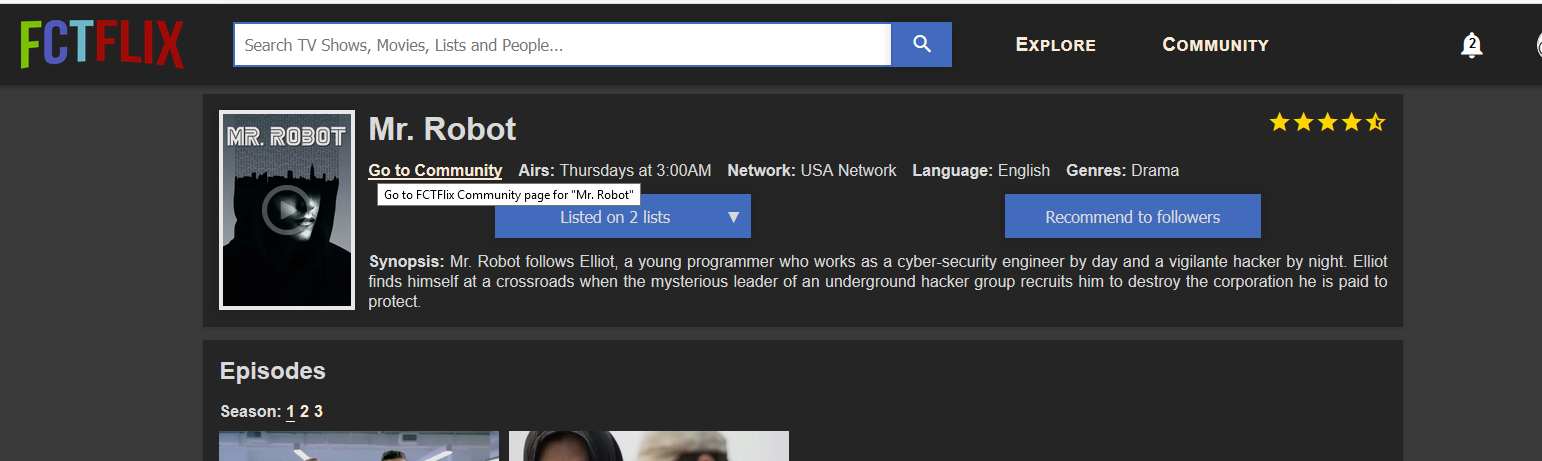 FCTFLIX
Search TV Shows, Movies, Lists and People...
EXPLORE
COMMUNITY
2
MR. ROBOT
Mr. Robot
Go to Community Airs: Thursdays at 3:00AM Network: USA Network Language: English Genres: Drama
Go to FCTFlix Community page for "Mr. Robot"
Listed on 2 lists ▼
Recommend to followers
Synopsis: Mr. Robot follows Elliot, a young programmer who works as a cyber-security engineer by day and a vigilante hacker by night. Elliot
finds himself at a crossroads when the mysterious leader of an underground hacker group recruits him to destroy the corporation he is paid to
protect.
Episodes
Season: 1 2 3